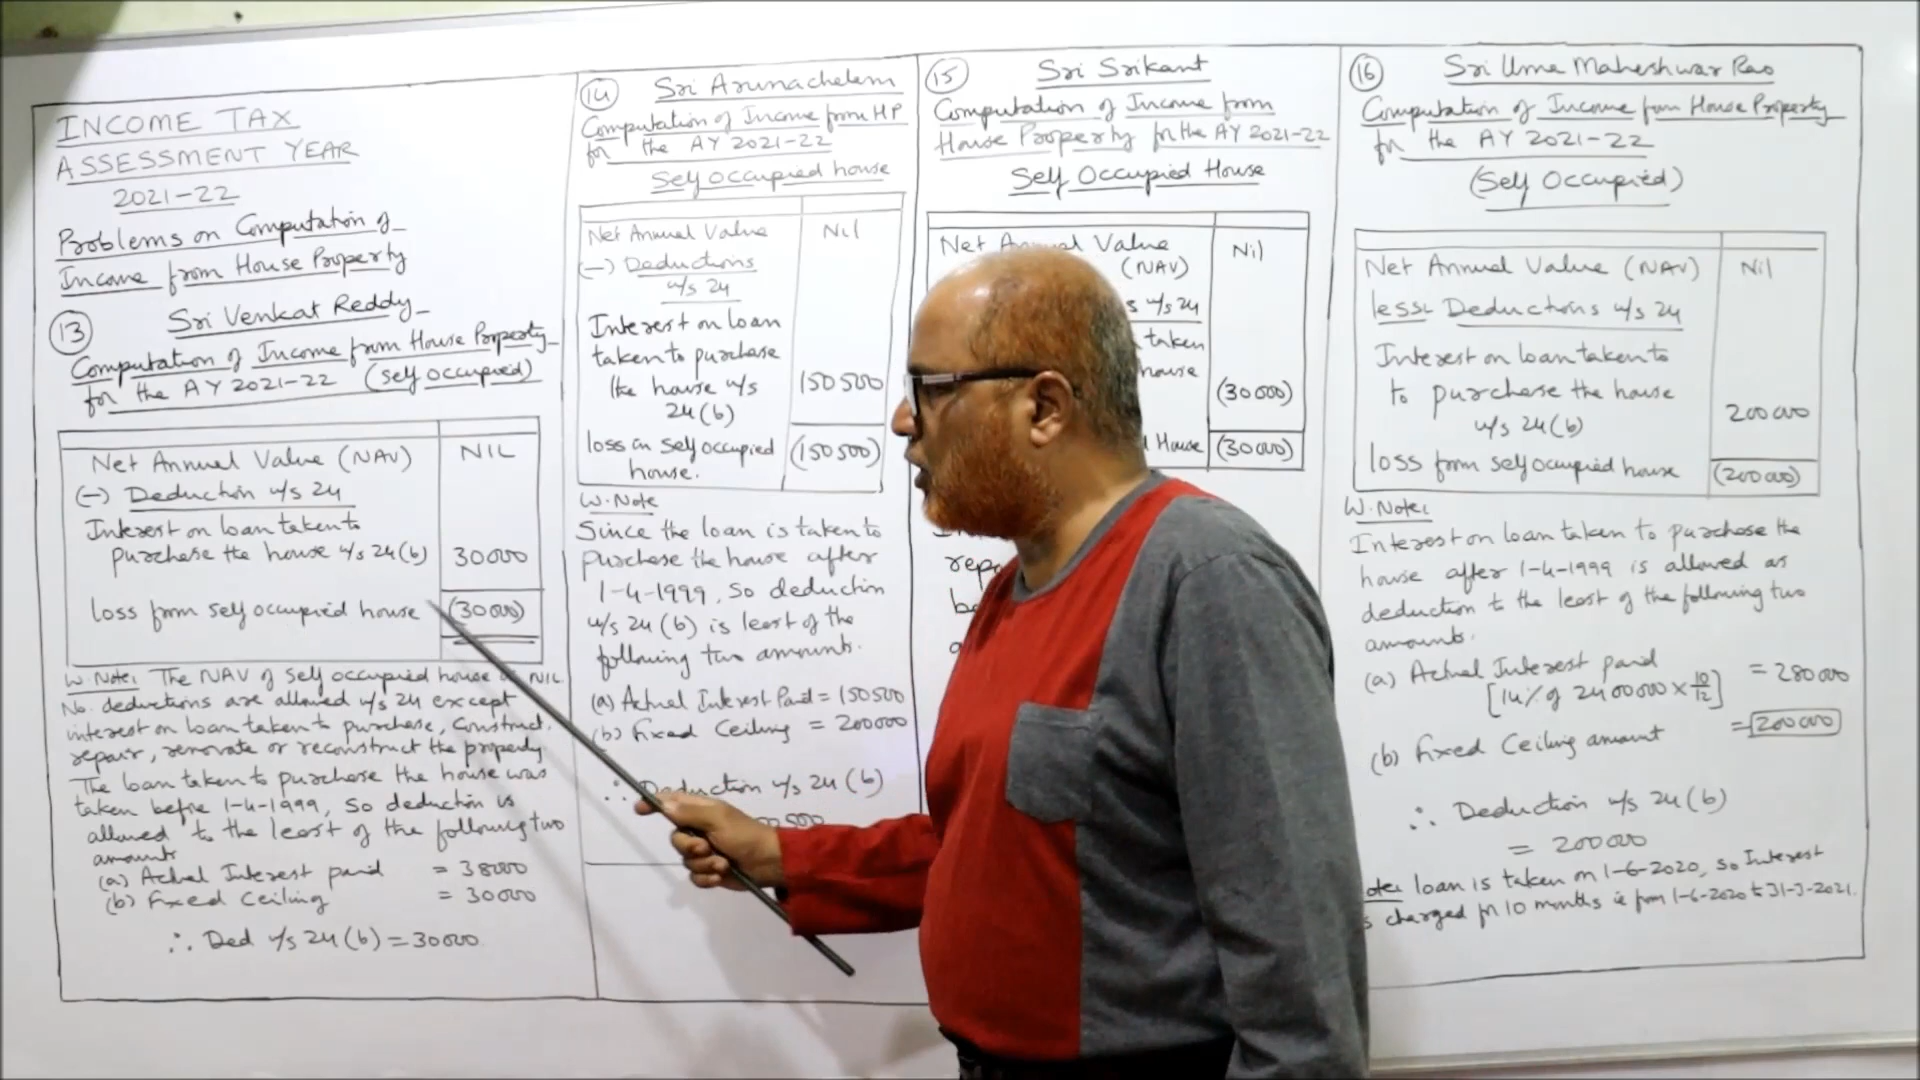 INCOME TAX
ASSESSMENT YEAR
2021-22
Problems on Computation of
Income from House Property
13 Sri Venkat Reddy
Computation of Income from House Property
for the AY 2021-22 (self occupied)
Net Annual Value (NAV) NIL
(-) Deduction u/s 24
Interest on loan taken to
purchase the house u/s 24(b) 30000
Loss from self occupied house (30000)
W.Note: The NAV of self occupied house NIL
No. deductions are allowed u/s 24 except
interest on loan taken to purchase, construct,
repair, renovate or reconstruct the property
The loan taken to purchase the house was
taken before 1-4-1999, so deduction is
allowed to the least of the following two
amounts
(a) Actual Interest paid = 38000
(b) Fixed Ceiling = 30000
∴ Ded u/s 24(b) = 30000
14 Sri Arunachelam
Computation of Income from HP
for the AY 2021-22
Self occupied house
Net Annual Value Nil
(-) Deductions
u/s 24
Interest on loan
taken to purchase
the house u/s
24(b) 150500
loss on self occupied (150500)
house.
W.Note
Since the loan is taken to
purchase the house after
1-4-1999, so deduction
u/s 24(b) is least of the
following two amounts.
(a) Actual Interest Paid = 150500
(b) Fixed Ceiling = 200000
∴ Deduction u/s 24(b)
15 Sri Srikant
Computation of Income from
House Property for the AY 2021-22
Self Occupied House
Net Annual Value Nil
(NAV)
u/s 24
taken
house
(30000)
House (30000)
16 Sri Uma Maheshwar Rao
Computation of Income from House Property
for the AY 2021-22
(Self Occupied)
Net Annual Value (NAV) Nil
less: Deductions u/s 24
Interest on loan taken to
to purchase the house
u/s 24(b) 200000
loss from self occupied house (200000)
W.Note:
Interest on loan taken to purchase the
house after 1-4-1999 is allowed as
deduction to the least of the following two
amounts.
(a) Actual Interest paid = 280000
[14% of 2400000 × 10/12]
(b) Fixed Ceiling amount = 200000
∴ Deduction u/s 24(b)
= 200000
loan is taken on 1-6-2020, so Interest
charged for 10 months ie from 1-6-2020 to 31-3-2021.